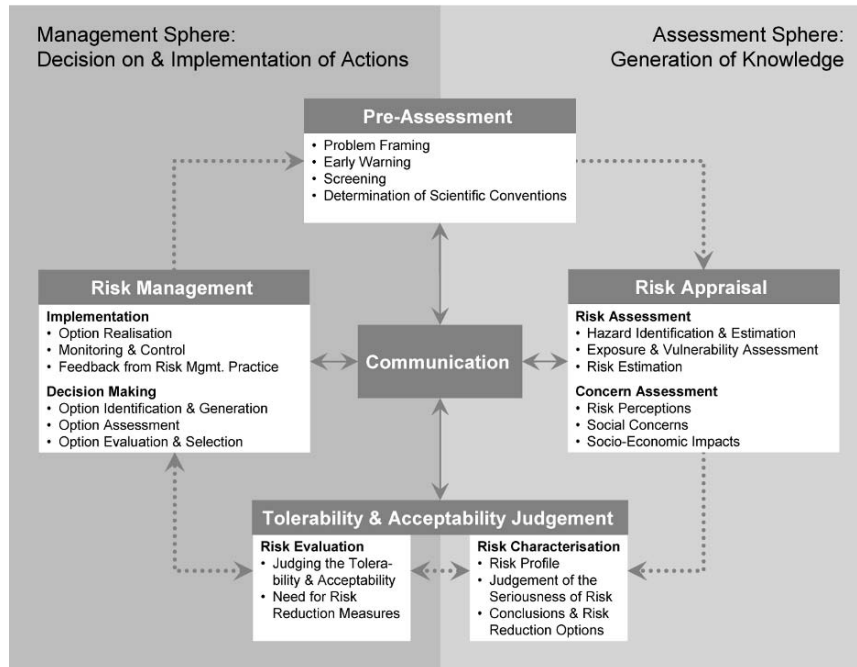 Management Sphere:
Decision on & Implementation of Actions
Assessment Sphere:
Generation of Knowledge
Pre-Assessment
• Problem Framing
• Early Warning
• Screening
• Determination of Scientific Conventions
Risk Management
Implementation
• Option Realisation
• Monitoring & Control
• Feedback from Risk Mgmt. Practice
Decision Making
• Option Identification & Generation
• Option Assessment
• Option Evaluation & Selection
Communication
Risk Appraisal
Risk Assessment
• Hazard Identification & Estimation
• Exposure & Vulnerability Assessment
• Risk Estimation
Concern Assessment
• Risk Perceptions
• Social Concerns
• Socio-Economic Impacts
Tolerability & Acceptability Judgement
Risk Evaluation
• Judging the Tolera-
bility & Acceptability
• Need for Risk
Reduction Measures
Risk Characterisation
• Risk Profile
• Judgement of the
Seriousness of Risk
• Conclusions & Risk
Reduction Options